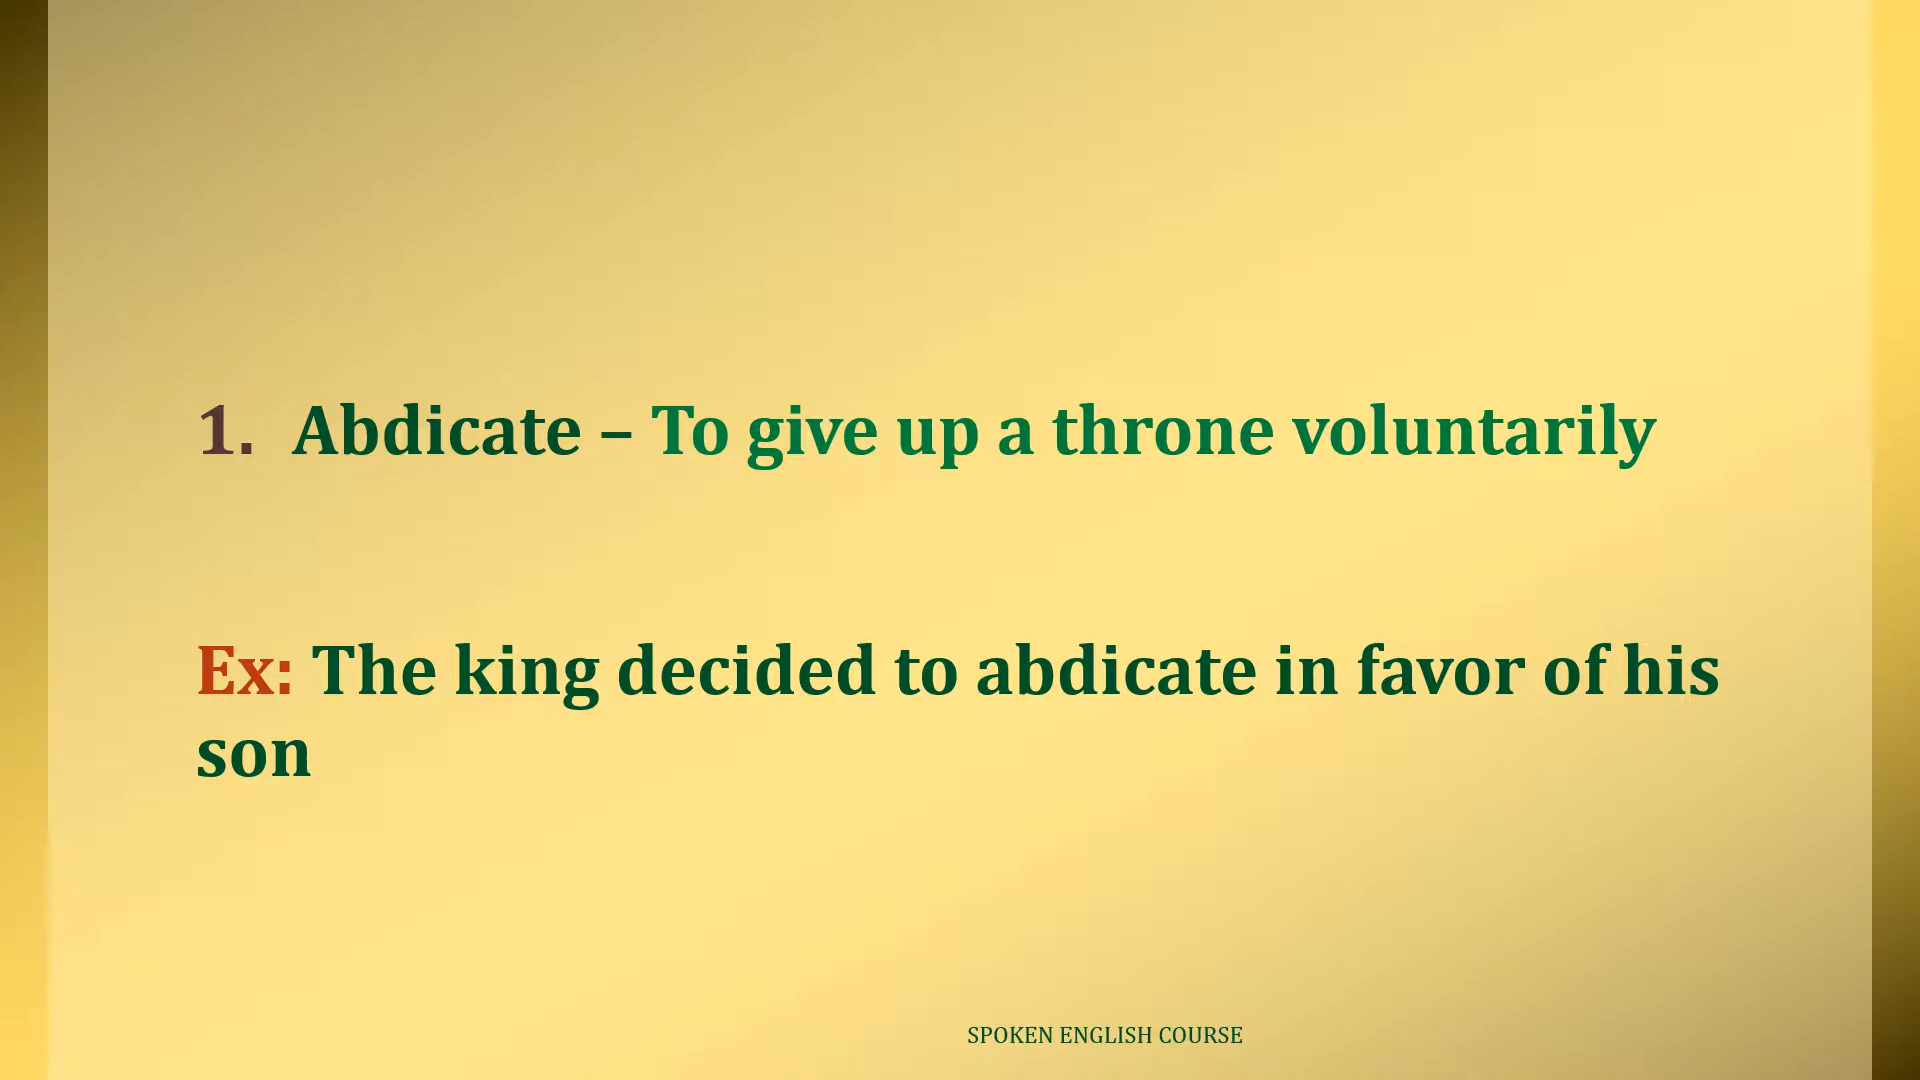 1. Abdicate – To give up a throne voluntarily
Ex: The king decided to abdicate in favor of his
son
SPOKEN ENGLISH COURSE